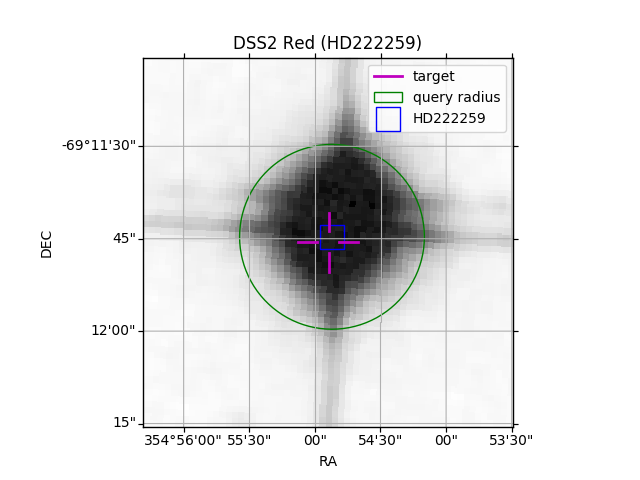 DSS2 Red (HD222259)
target
query radius
HD222259
-69°11'30"
45"
12'00"
15"
DEC
354°56'00" 55'30" 00" 54'30" 00" 53'30"
RA